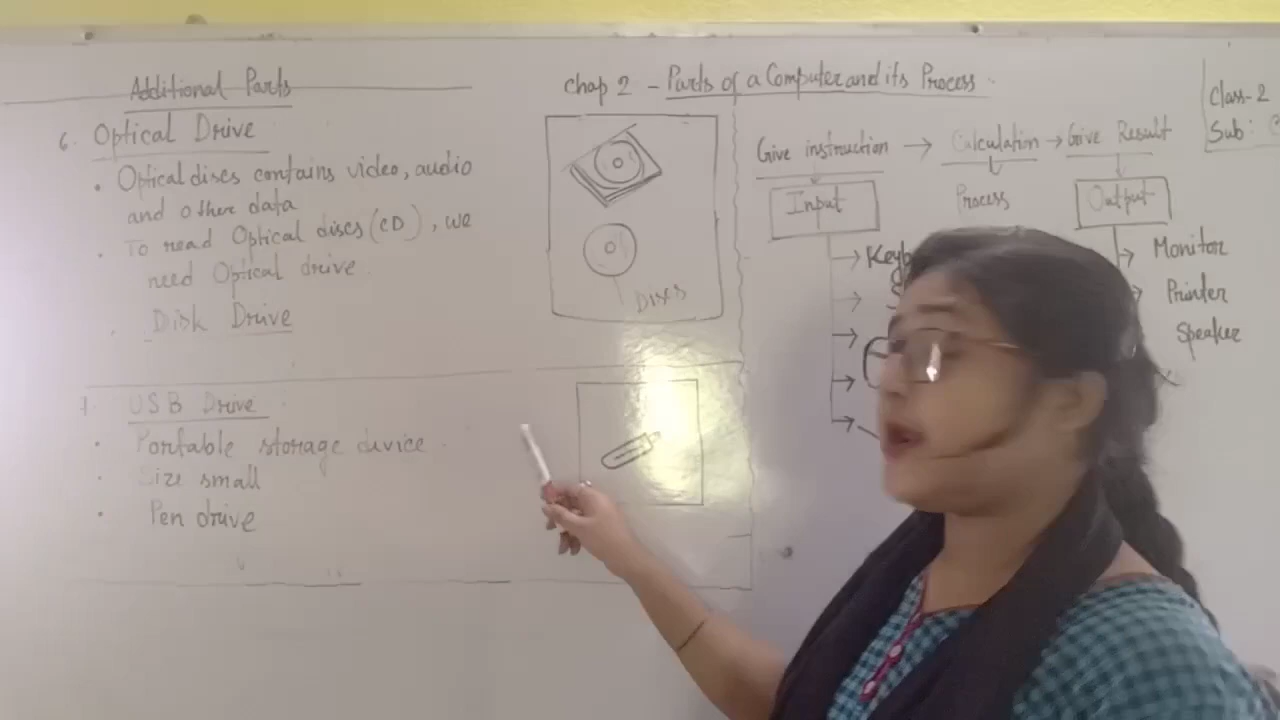 Additional Parts
6. Optical Drive
• Optical discs contains video, audio
and other data
• To read Optical discs (CD), we
need Optical drive.
• Disk Drive
7. USB Drive
• Portable storage device
• Size small
• Pen drive
Discs
Chap 2 - Parts of a Computer and its Process.
Give instruction → Calculation → Give Result
Input
Process
Output
→ Keyb
→ Monitor
Printer
Speaker
Class-2
Sub: